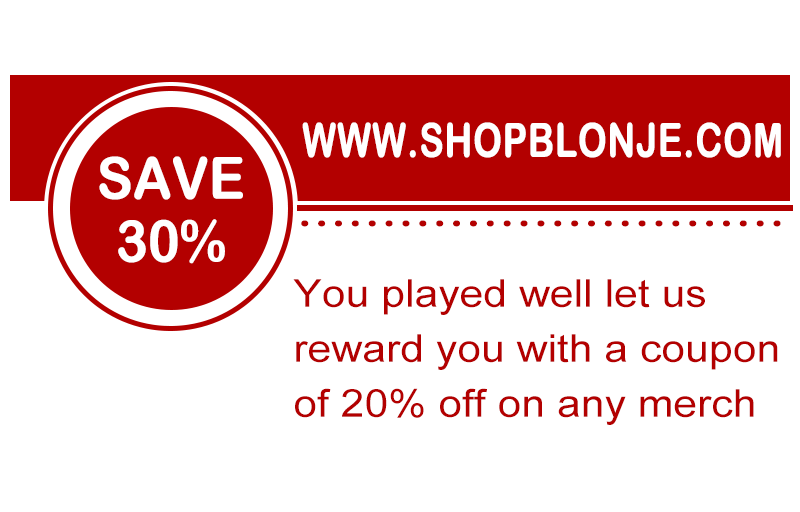 WWW.SHOPBLONJE.COM
SAVE
30%
You played well let us
reward you with a coupon
of 20% off on any merch